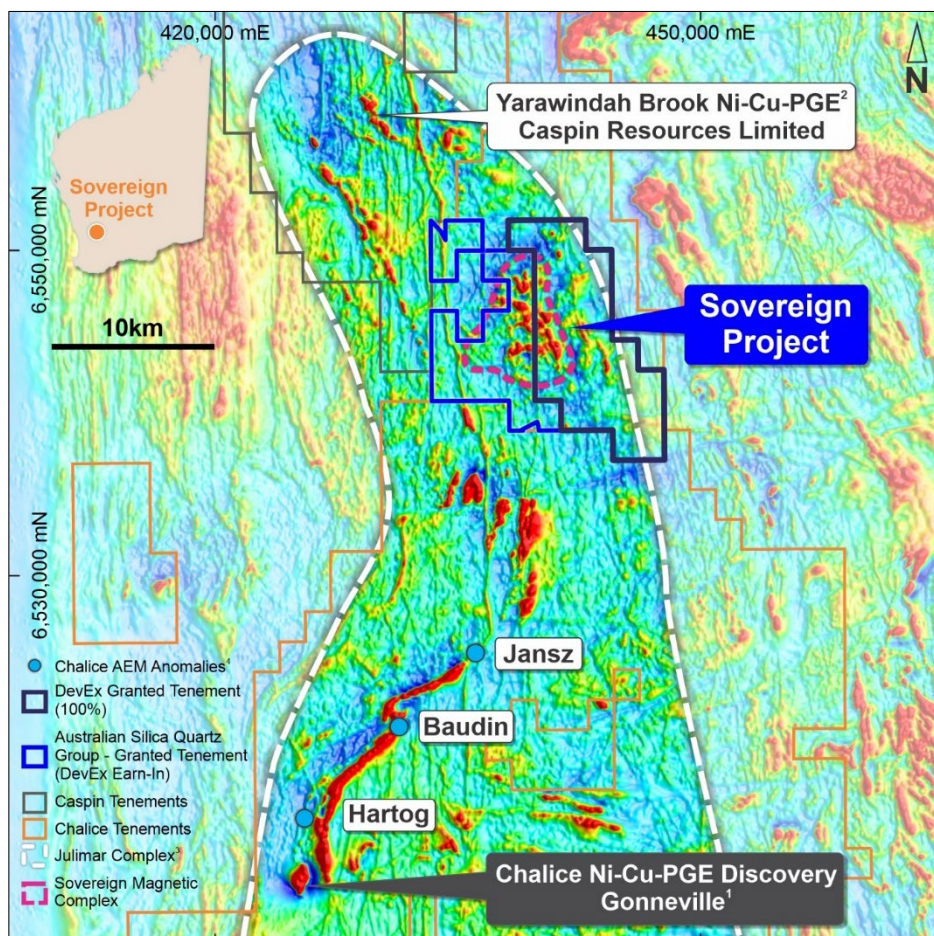 420,000 mE
450,000 mE
N
Yarawindah Brook Ni-Cu-PGE²
Caspin Resources Limited
Sovereign
Project
6,550,000 mN
10km
Sovereign
Project
6,530,000 mN
Jansz
Baudin
Hartog
Chalice Ni-Cu-PGE Discovery
Gonneville¹
Chalice AEM Anomalies⁴
DevEx Granted Tenement
(100%)
Australian Silica Quartz
Group - Granted Tenement
(DevEx Earn-In)
Caspin Tenements
Chalice Tenements
Julimar Complex³
Sovereign Magnetic
Complex